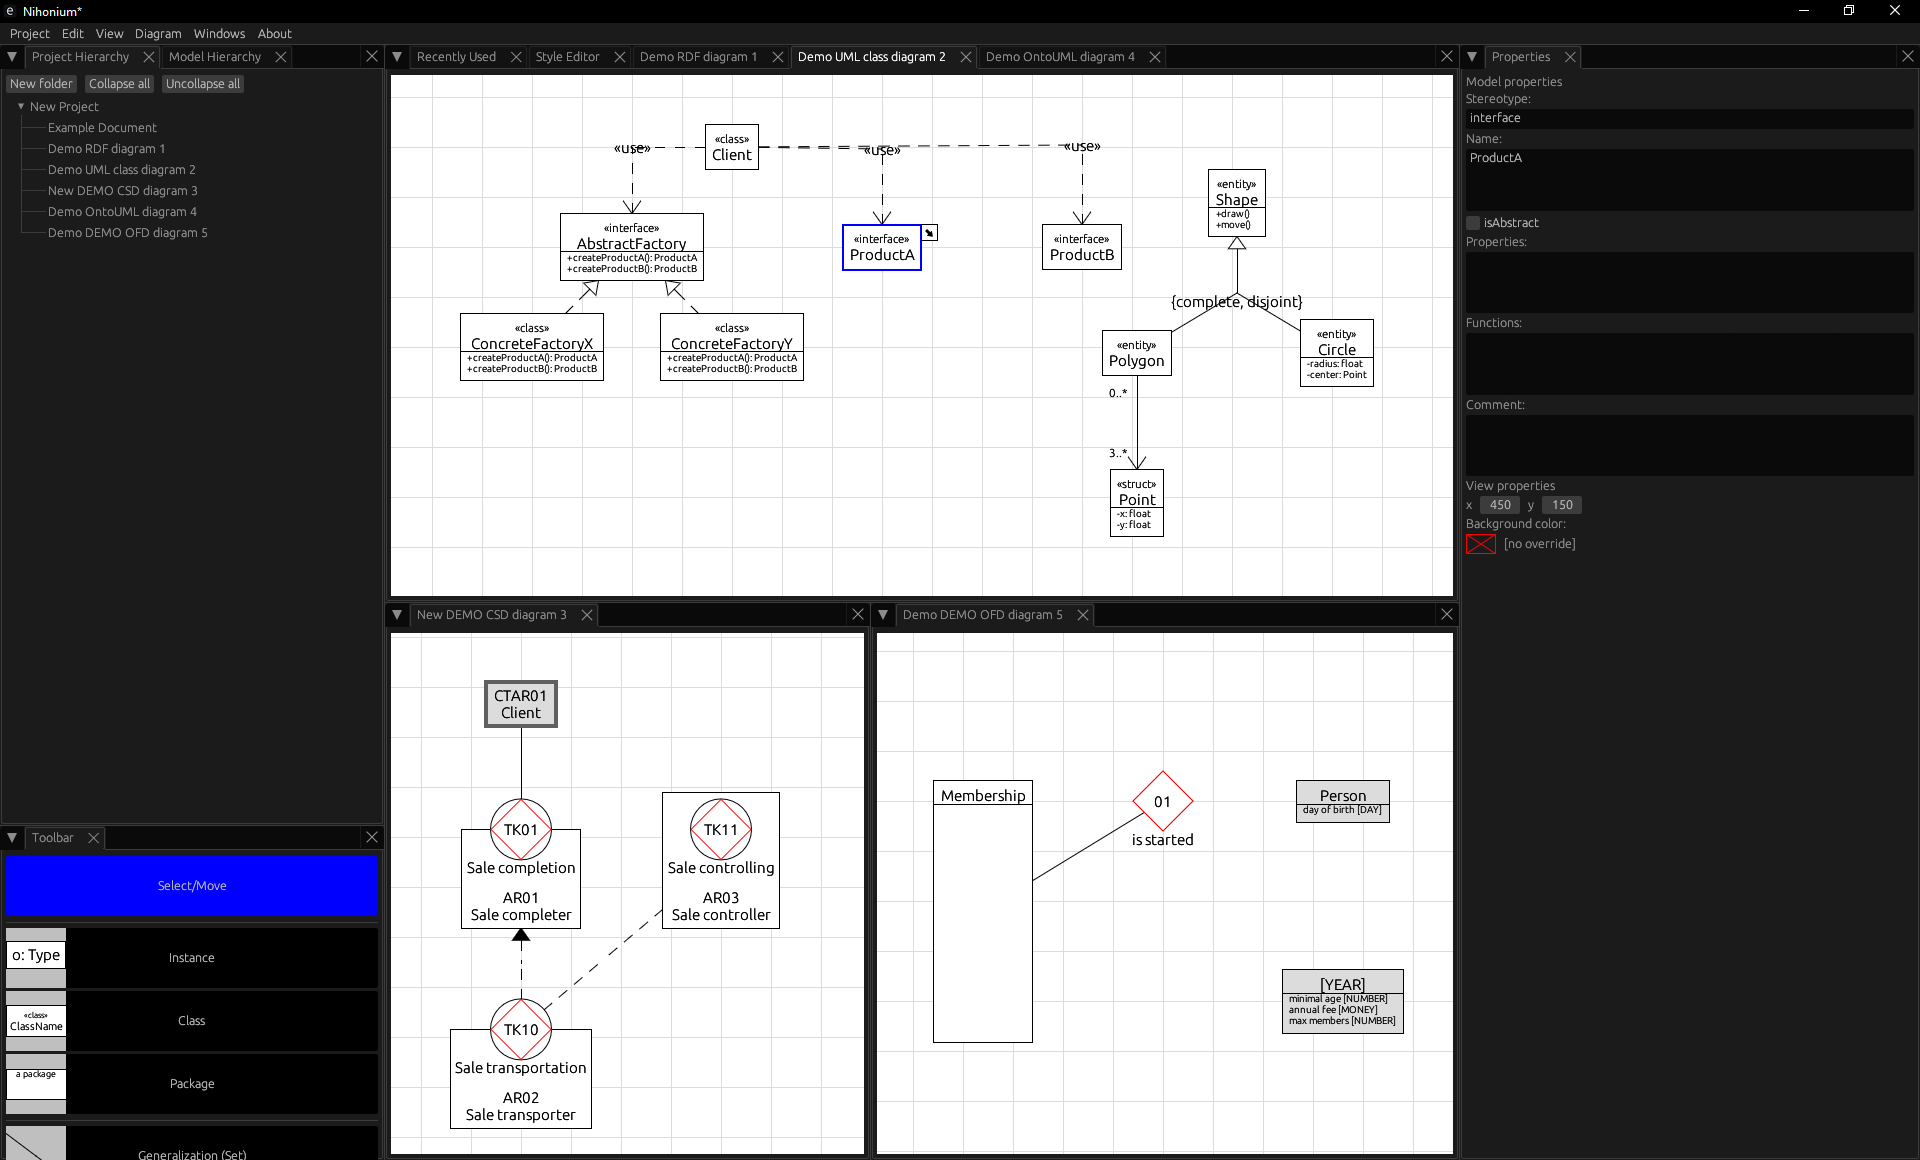 Nihonium*
Project Edit View Diagram Windows About
Project Hierarchy
Model Hierarchy
New folder
Collapse all
Uncollapse all
New Project
Example Document
Demo RDF diagram 1
Demo UML class diagram 2
New DEMO CSD diagram 3
Demo OntoUML diagram 4
Demo DEMO OFD diagram 5
Toolbar
Select/Move
o: Type
Instance
«class»
ClassName
Class
a package
Package
Generalization (Set)
Recently Used
Style Editor
Demo RDF diagram 1
Demo UML class diagram 2
Demo OntoUML diagram 4
«class»
Client
«use»
«use»
«use»
«interface»
AbstractFactory
+createProductA(): ProductA
+createProductB(): ProductB
«interface»
ProductA
«interface»
ProductB
«class»
ConcreteFactoryX
+createProductA(): ProductA
+createProductB(): ProductB
«class»
ConcreteFactoryY
+createProductA(): ProductA
+createProductB(): ProductB
«entity»
Shape
+draw()
+move()
{complete, disjoint}
«entity»
Polygon
«entity»
Circle
-radius: float
-center: Point
0..*
3..*
«struct»
Point
-x: float
-y: float
New DEMO CSD diagram 3
CTAR01
Client
TK01
Sale completion
AR01
Sale completer
TK11
Sale controlling
AR03
Sale controller
TK10
Sale transportation
AR02
Sale transporter
Demo DEMO OFD diagram 5
Membership
01
is started
Person
day of birth [DAY]
[YEAR]
minimal age [NUMBER]
annual fee [MONEY]
max members [NUMBER]
Properties
Model properties
Stereotype:
interface
Name:
ProductA
isAbstract
Properties:
Functions:
Comment:
View properties
x 450 y 150
Background color:
[no override]